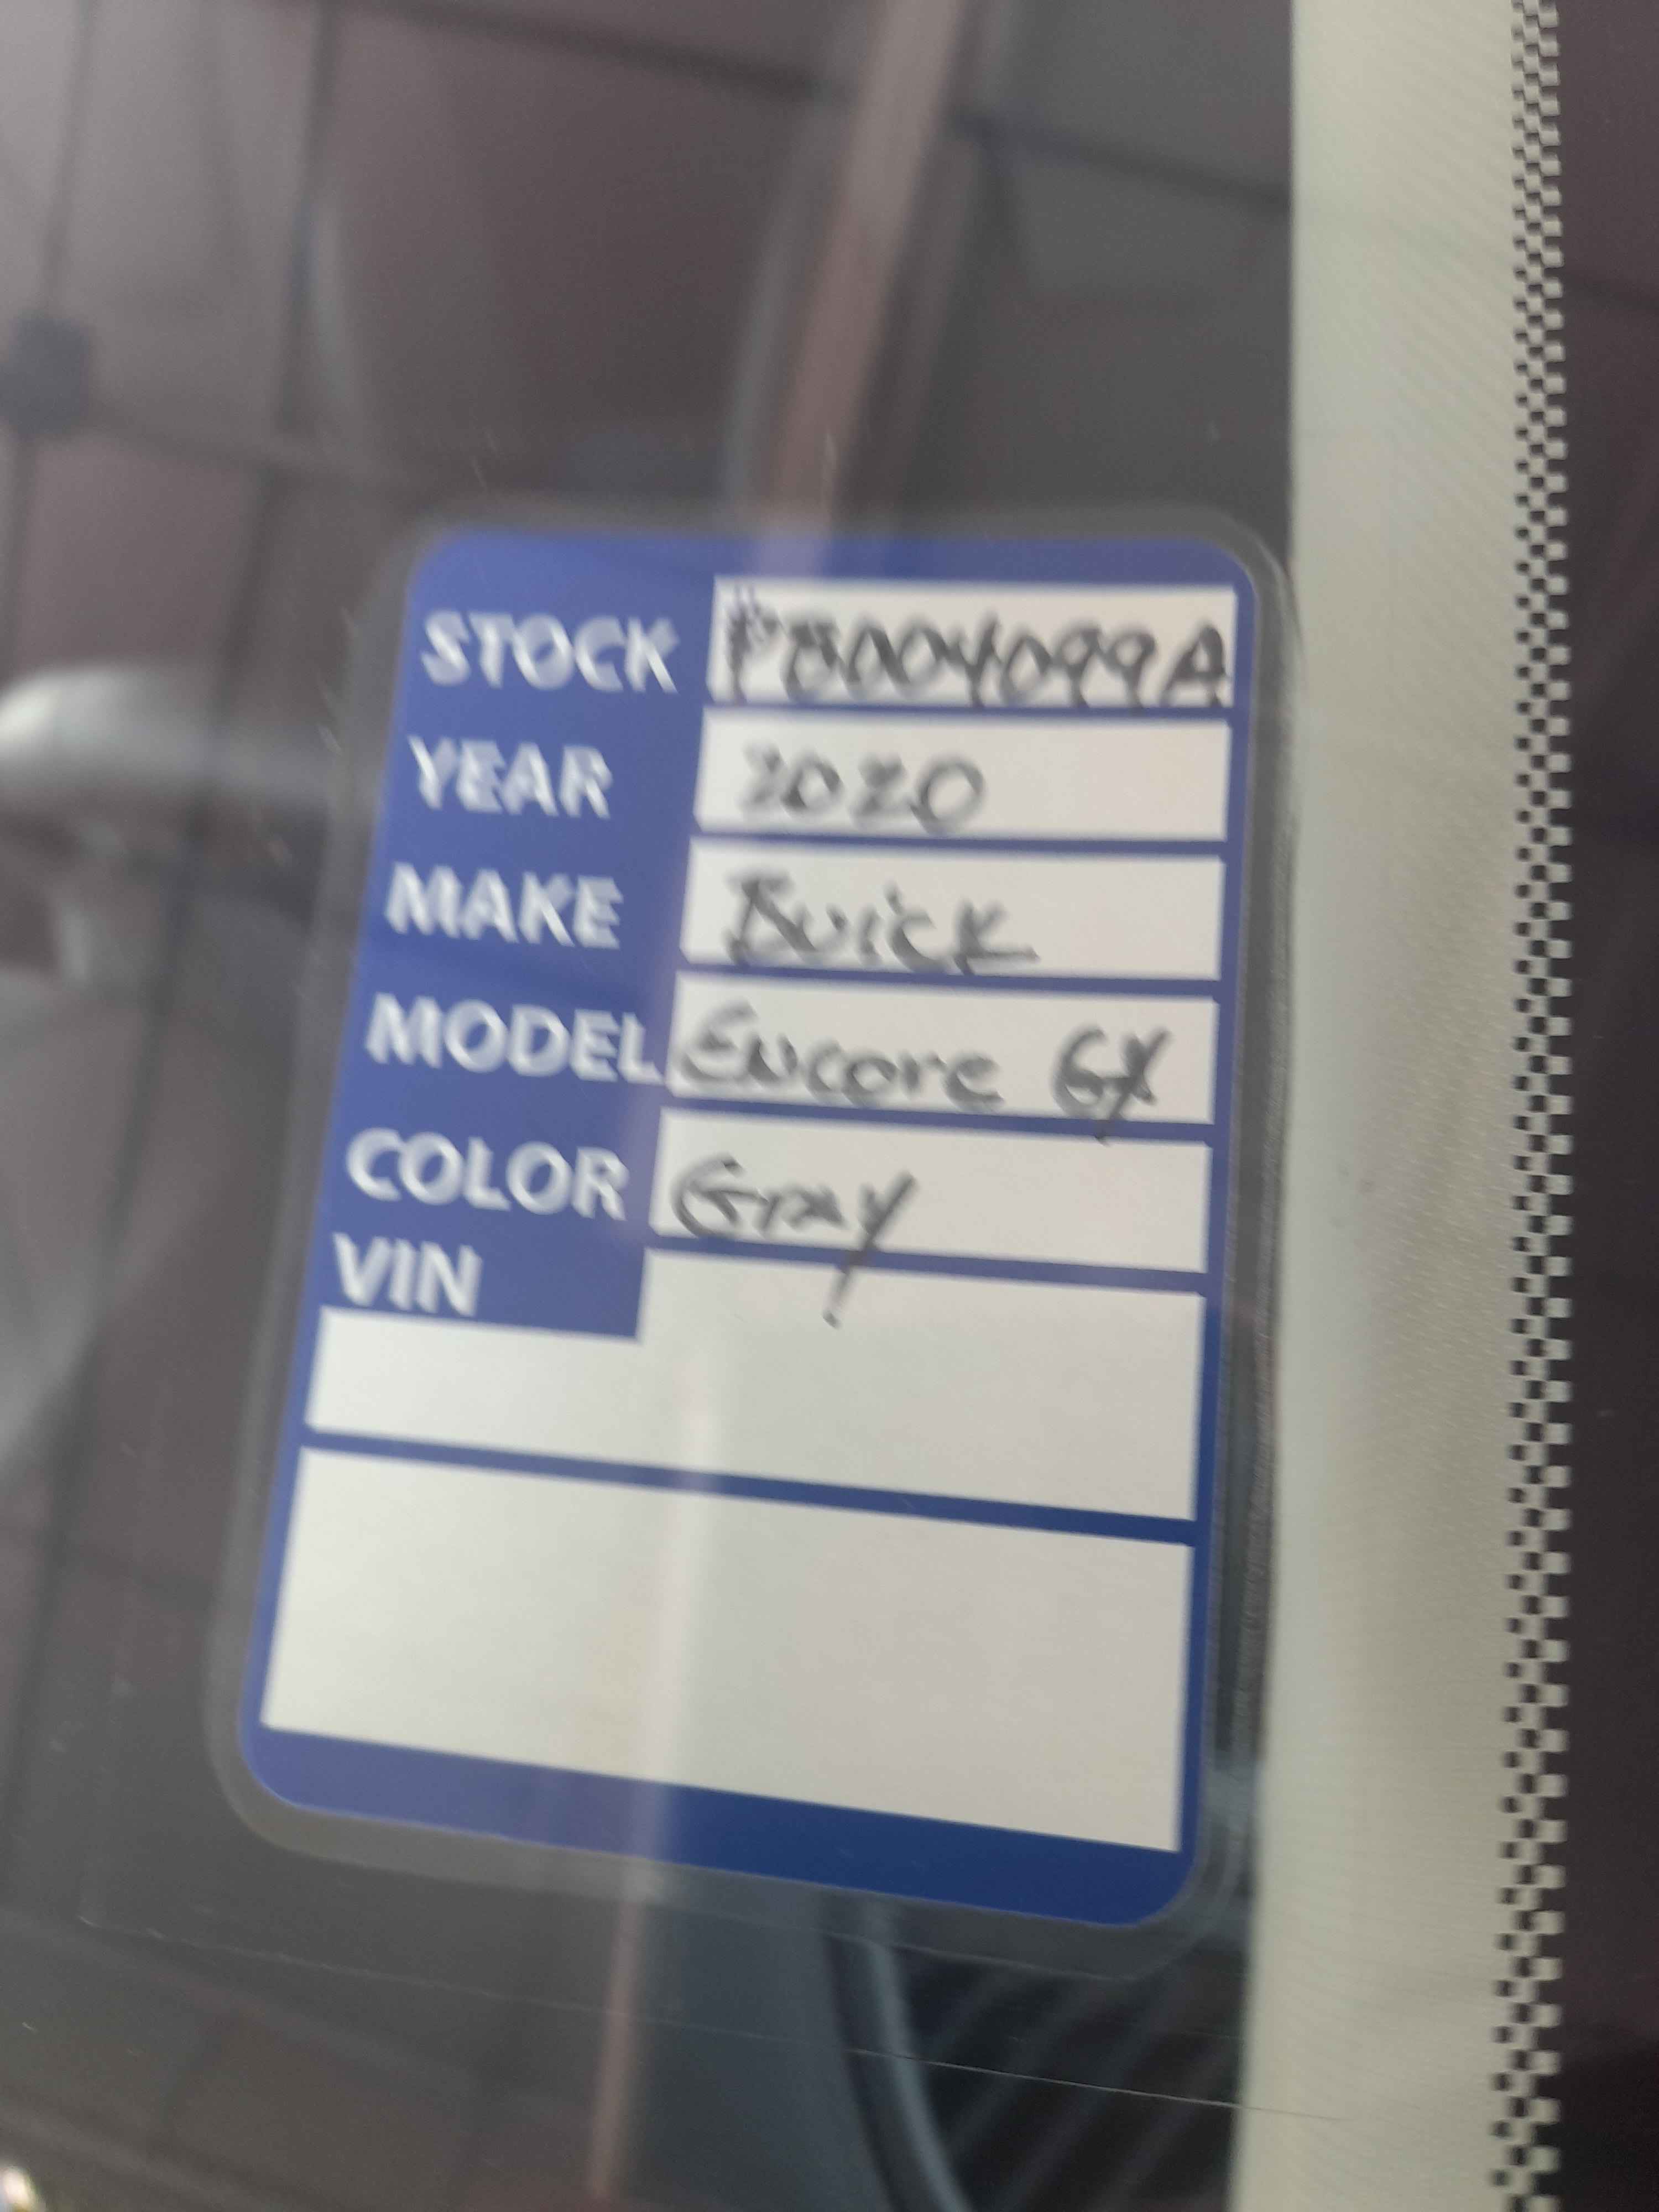 STOCK
YEAR 2020
MAKE Buick
MODEL Encore GX
COLOR Gray
VIN